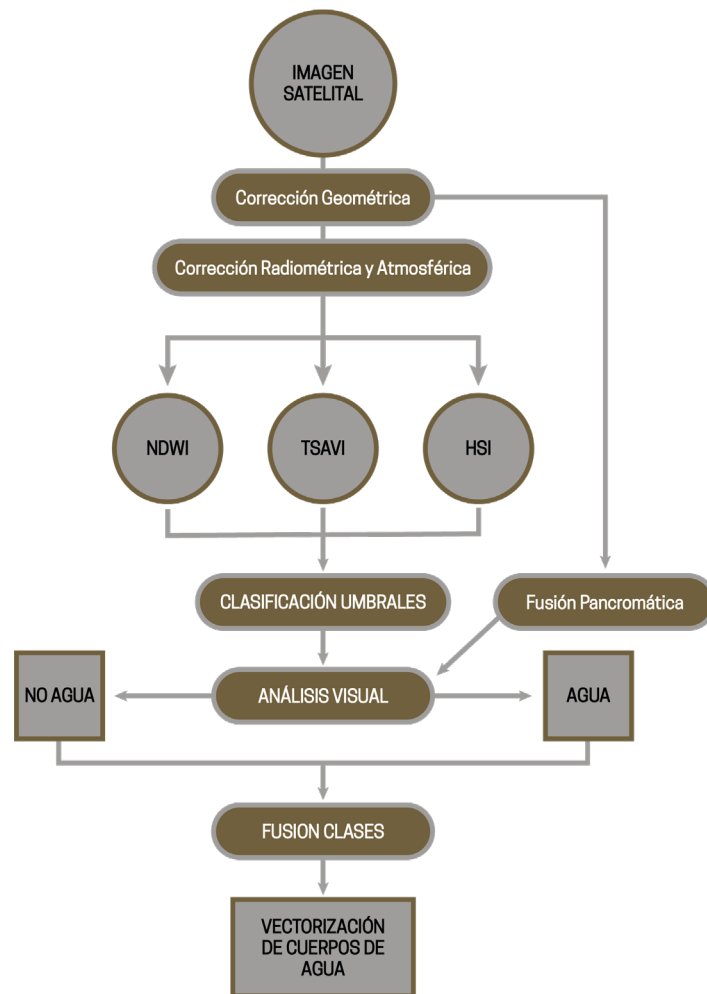 IMAGEN
SATELITAL
Corrección Geométrica
Corrección Radiométrica y Atmosférica
NDWI
TSAVI
HSI
CLASIFICACIÓN UMBRALES
Fusión Pancromática
NO AGUA
ANÁLISIS VISUAL
AGUA
FUSION CLASES
VECTORIZACIÓN
DE CUERPOS DE
AGUA